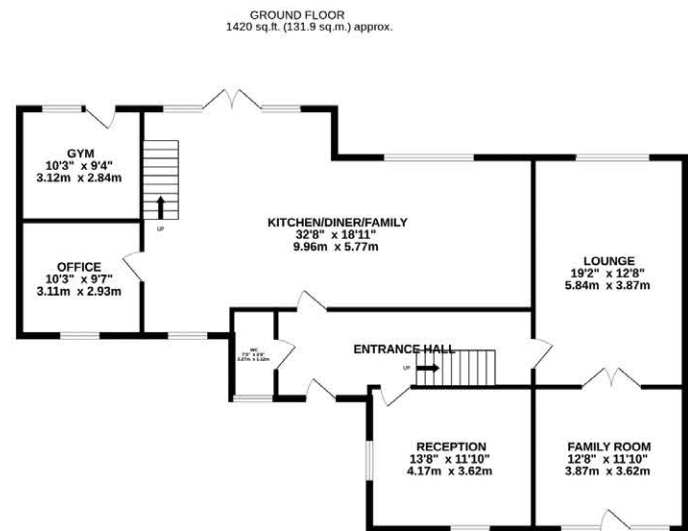 GROUND FLOOR
1420 sq.ft. (131.9 sq.m.) approx.
GYM
10'3" x 9'4"
3.12m x 2.84m
UP
KITCHEN/DINER/FAMILY
32'8" x 18'11"
9.96m x 5.77m
OFFICE
10'3" x 9'7"
3.11m x 2.93m
LOUNGE
19'2" x 12'8"
5.84m x 3.87m
WC
ENTRANCE HALL
UP
RECEPTION
13'8" x 11'10"
4.17m x 3.62m
FAMILY ROOM
12'8" x 11'10"
3.87m x 3.62m